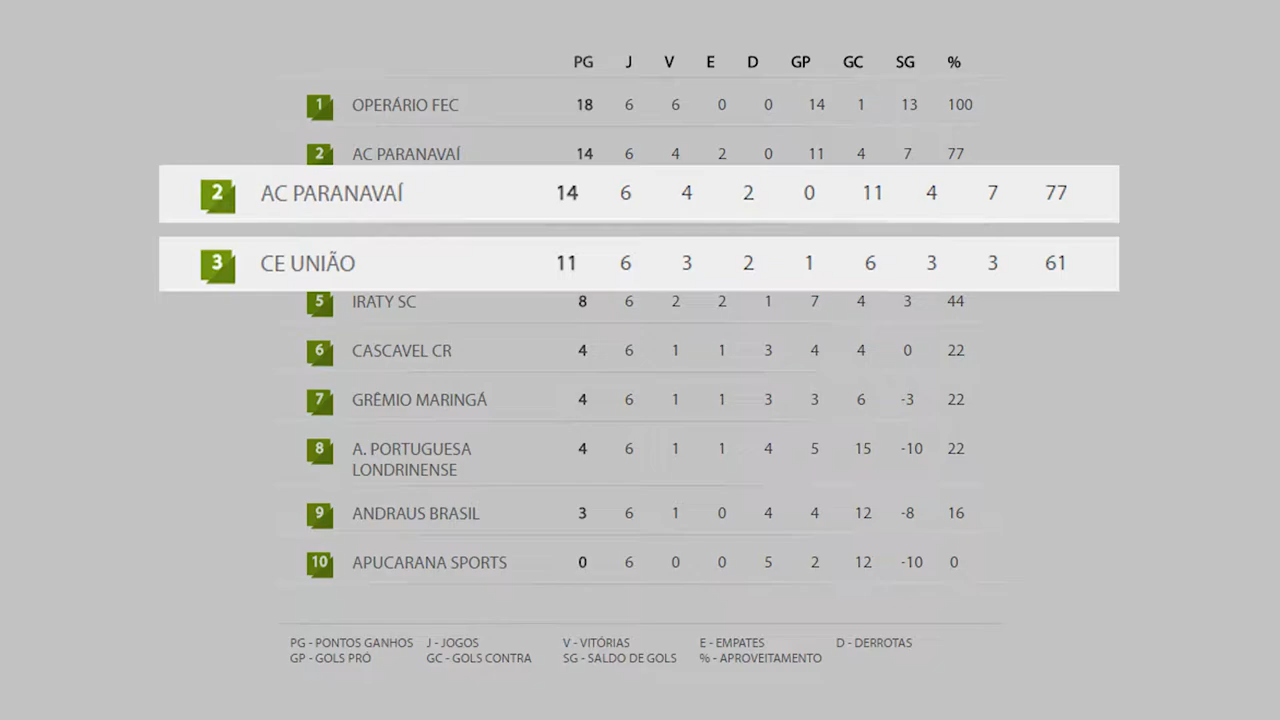 PG J V E D GP GC SG %
1 OPERÁRIO FEC 18 6 6 0 0 14 1 13 100
2 AC PARANAVAÍ 14 6 4 2 0 11 4 7 77
2 AC PARANAVAÍ 14 6 4 2 0 11 4 7 77
3 CE UNIÃO 11 6 3 2 1 6 3 3 61
5 IRATY SC 8 6 2 2 1 7 4 3 44
6 CASCAVEL CR 4 6 1 1 3 4 4 0 22
7 GRÊMIO MARINGÁ 4 6 1 1 3 3 6 -3 22
8 A. PORTUGUESA 4 6 1 1 4 5 15 -10 22
LONDRINENSE
9 ANDRAUS BRASIL 3 6 1 0 4 4 12 -8 16
10 APUCARANA SPORTS 0 6 0 0 5 2 12 -10 0
PG - PONTOS GANHOS J - JOGOS V - VITÓRIAS E - EMPATES D - DERROTAS
GP - GOLS PRÓ GC - GOLS CONTRA SG - SALDO DE GOLS % - APROVEITAMENTO